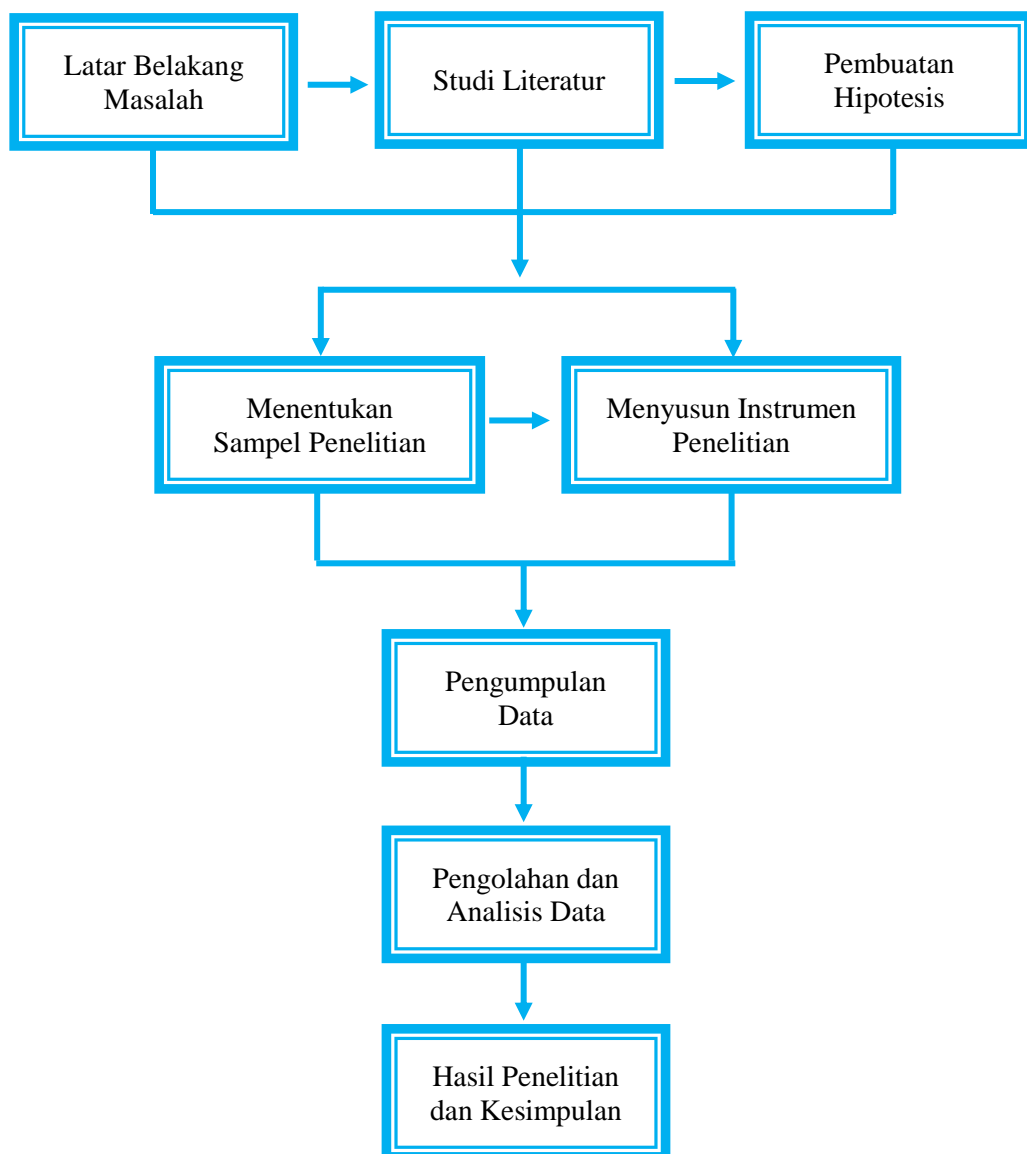 Latar Belakang
Masalah
Studi Literatur
Pembuatan
Hipotesis
Menentukan
Sampel Penelitian
Menyusun Instrumen
Penelitian
Pengumpulan
Data
Pengolahan dan
Analisis Data
Hasil Penelitian
dan Kesimpulan